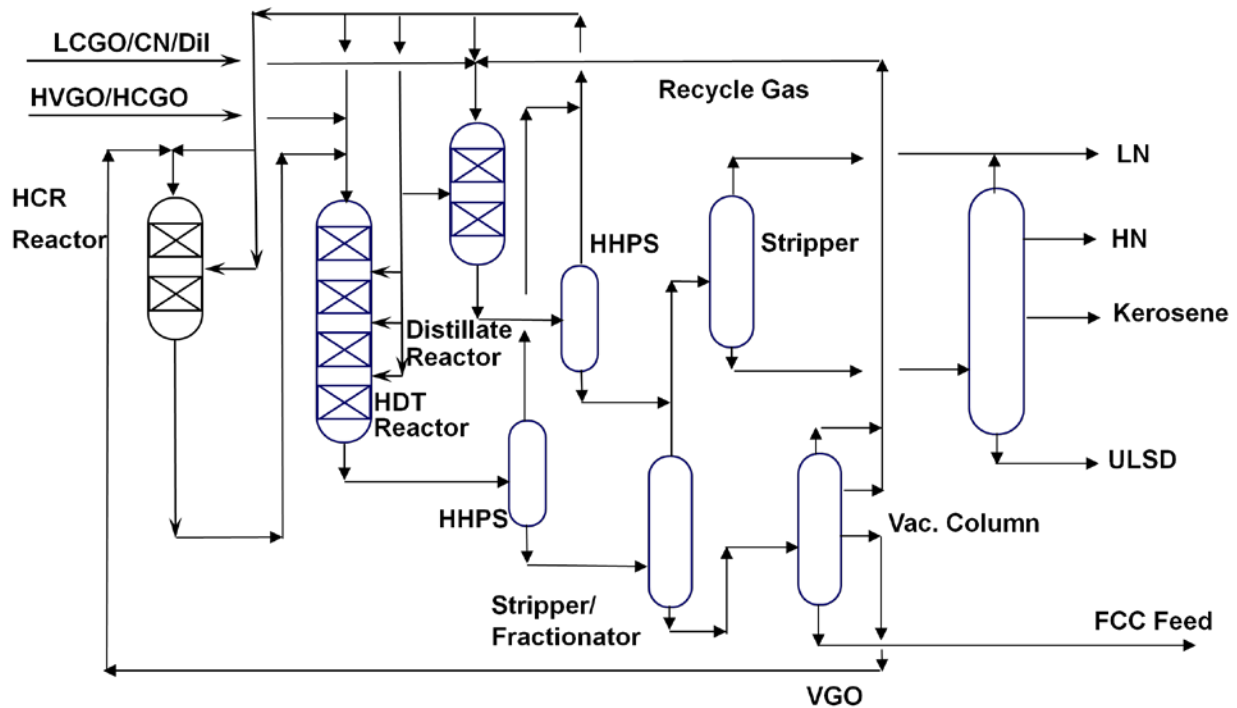 LCGO/CN/Dil
Recycle Gas
HVGO/HCGO
LN
HCR
Reactor
HHPS
Stripper
HN
Kerosene
Distillate
Reactor
HDT
Reactor
ULSD
HHPS
Vac. Column
Stripper/
Fractionator
FCC Feed
VGO